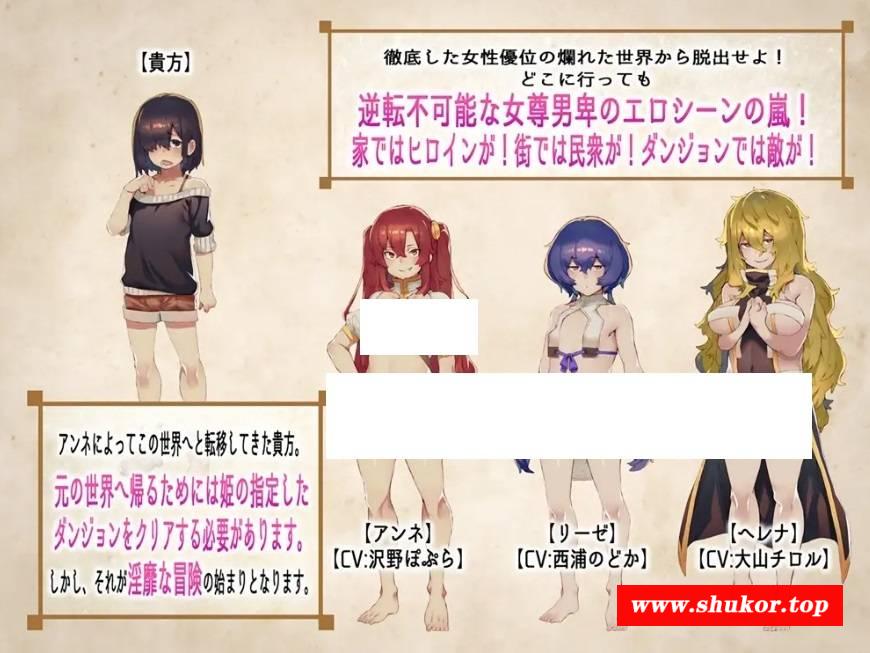 【貴方】
徹底した女性優位の爛れた世界から脱出せよ！
どこに行っても
逆転不可能な女尊男卑のエロシーンの嵐！
家ではヒロインが！街では民衆が！ダンジョンでは敵が！
アンネによってこの世界へと転移してきた貴方。
元の世界へ帰るためには姫の指定した
ダンジョンをクリアする必要があります。
しかし、それが淫靡な冒険の始まりとなります。
【アンネ】
【CV:沢野ぽぷら】
【リーゼ】
【CV:西浦のどか】
【ヘレナ】
【CV:大山チロル】
www.shukor.top